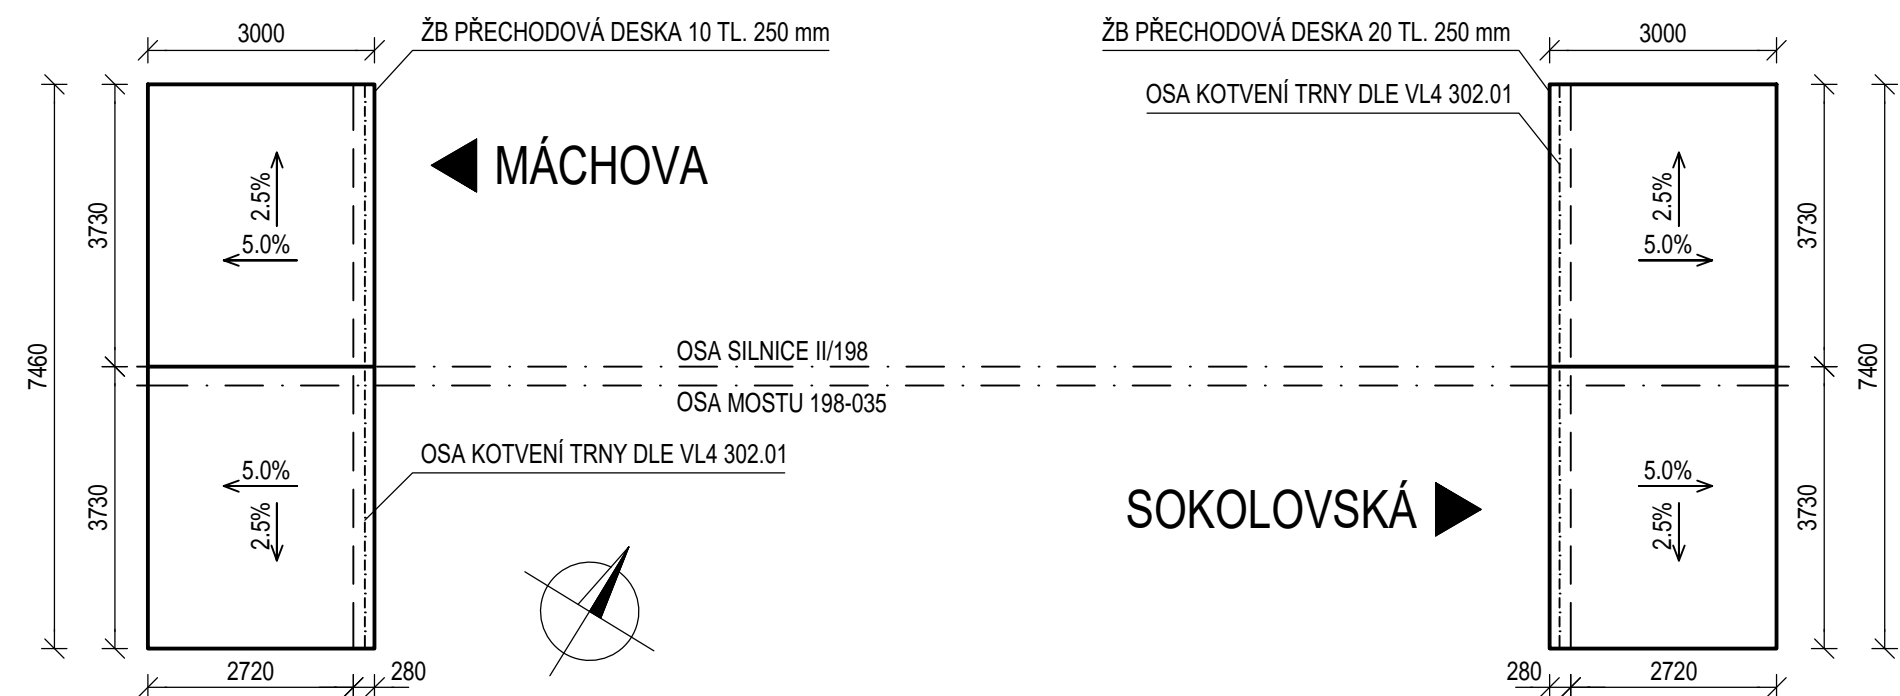 3000
ŽB PŘECHODOVÁ DESKA 10 TL. 250 mm
ŽB PŘECHODOVÁ DESKA 20 TL. 250 mm
3000
OSA KOTVENÍ TRNY DLE VL4 302.01
MÁCHOVA
2.5%
5.0%
2.5%
5.0%
3730
3730
7460
7460
OSA SILNICE II/198
OSA MOSTU 198-035
OSA KOTVENÍ TRNY DLE VL4 302.01
5.0%
2.5%
5.0%
2.5%
3730
3730
SOKOLOVSKÁ
2720
280
280
2720